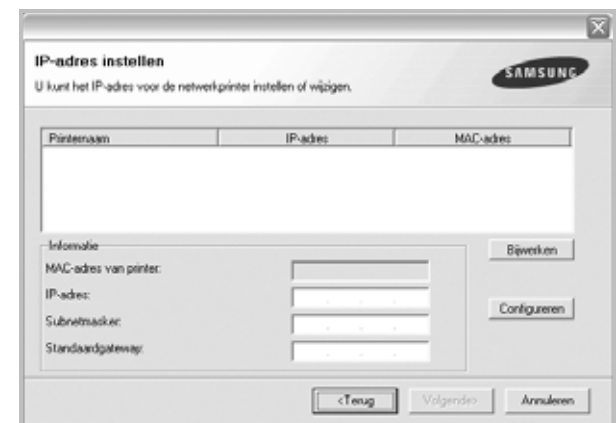 IP-adres instellen
U kunt het IP-adres voor de netwerkprinter instellen of wijzigen.
SAMSUNG
Printernaam IP-adres MAC-adres
Informatie
Bijwerken
MAC-adres van printer:
IP-adres:
Configureren
Subnetmasker:
Standaardgateway:
<Terug Volgende> Annuleren